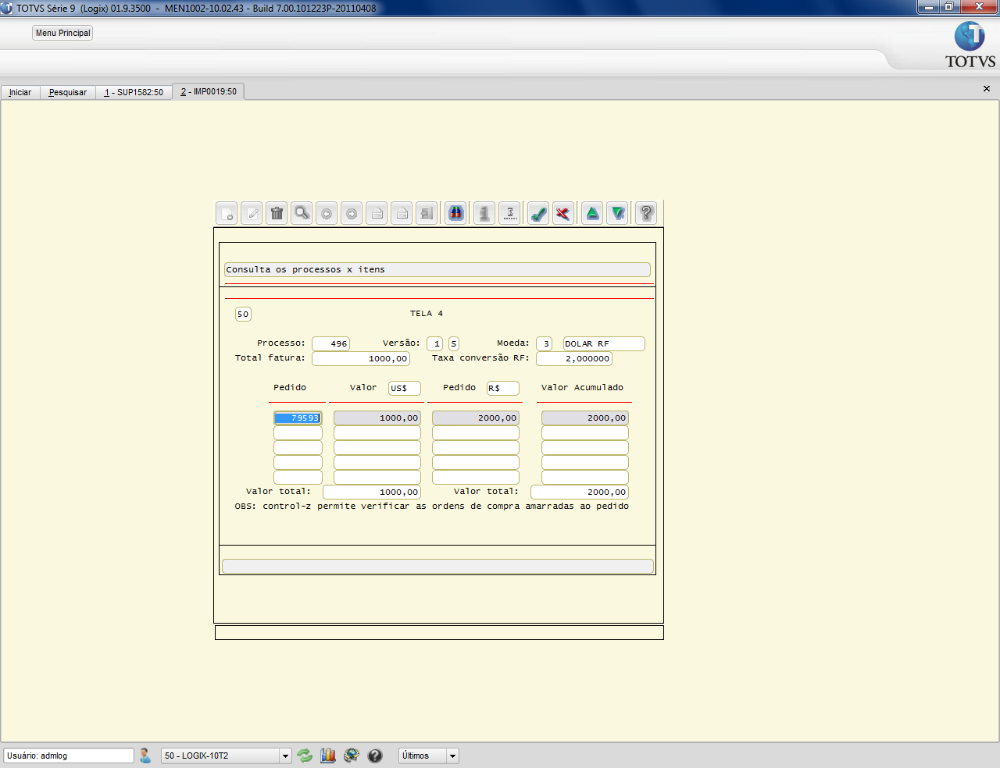 TOTVS Série 9 (Logix) 01.9.3500 - MEN1002-10.02.43 - Build 7.00.101223P-20110408
Menu Principal
TOTVS
Iniciar Pesquisar 1 - SUP1582:50 2 - IMP0019:50
Consulta os processos x itens
50 TELA 4
Processo: 496 Versão: 1 S Moeda: 3 DOLAR RF
Total fatura: 1000,00 Taxa conversão RF: 2,000000
Pedido Valor US$ Pedido R$ Valor Acumulado
79593 1000,00 2000,00 2000,00
Valor total: 1000,00 Valor total: 2000,00
OBS: control-z permite verificar as ordens de compra amarradas ao pedido
Usuário: admlog 50 - LOGIX-10T2 Últimos